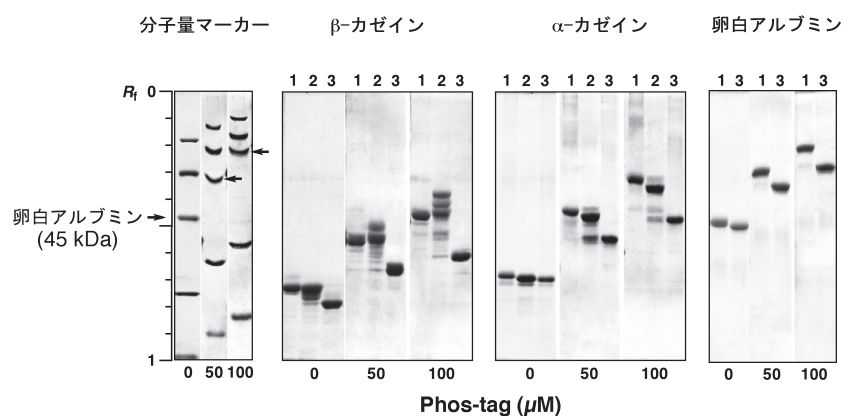 分子量マーカー β-カゼイン α-カゼイン 卵白アルブミン
1 2 3 1 2 3 1 2 3 1 2 3 1 2 3 1 2 3 1 3 1 3 1 3
Rf 0
卵白アルブミン
(45 kDa)
1
0 50 100 0 50 100 0 50 100 0 50 100
Phos-tag (µM)